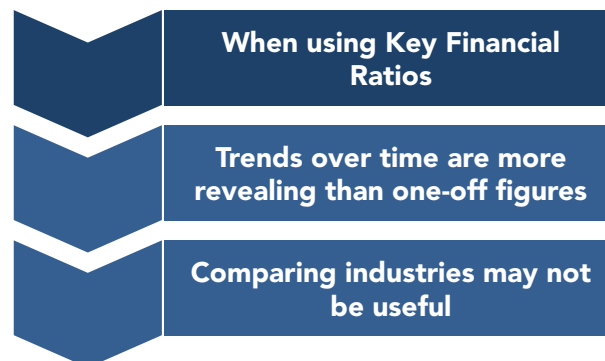 When using Key Financial
Ratios
Trends over time are more
revealing than one-off figures
Comparing industries may not
be useful